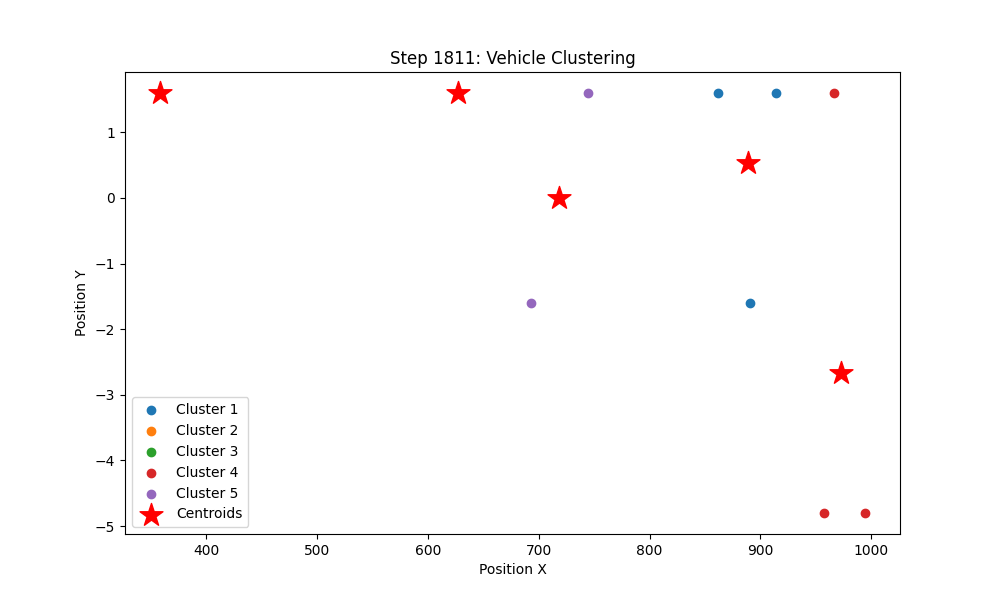 Step 1811: Vehicle Clustering
Position Y
1
0
−1
−2
−3
−4
−5
Cluster 1
Cluster 2
Cluster 3
Cluster 4
Cluster 5
Centroids
400
500
600
700
800
900
1000
Position X